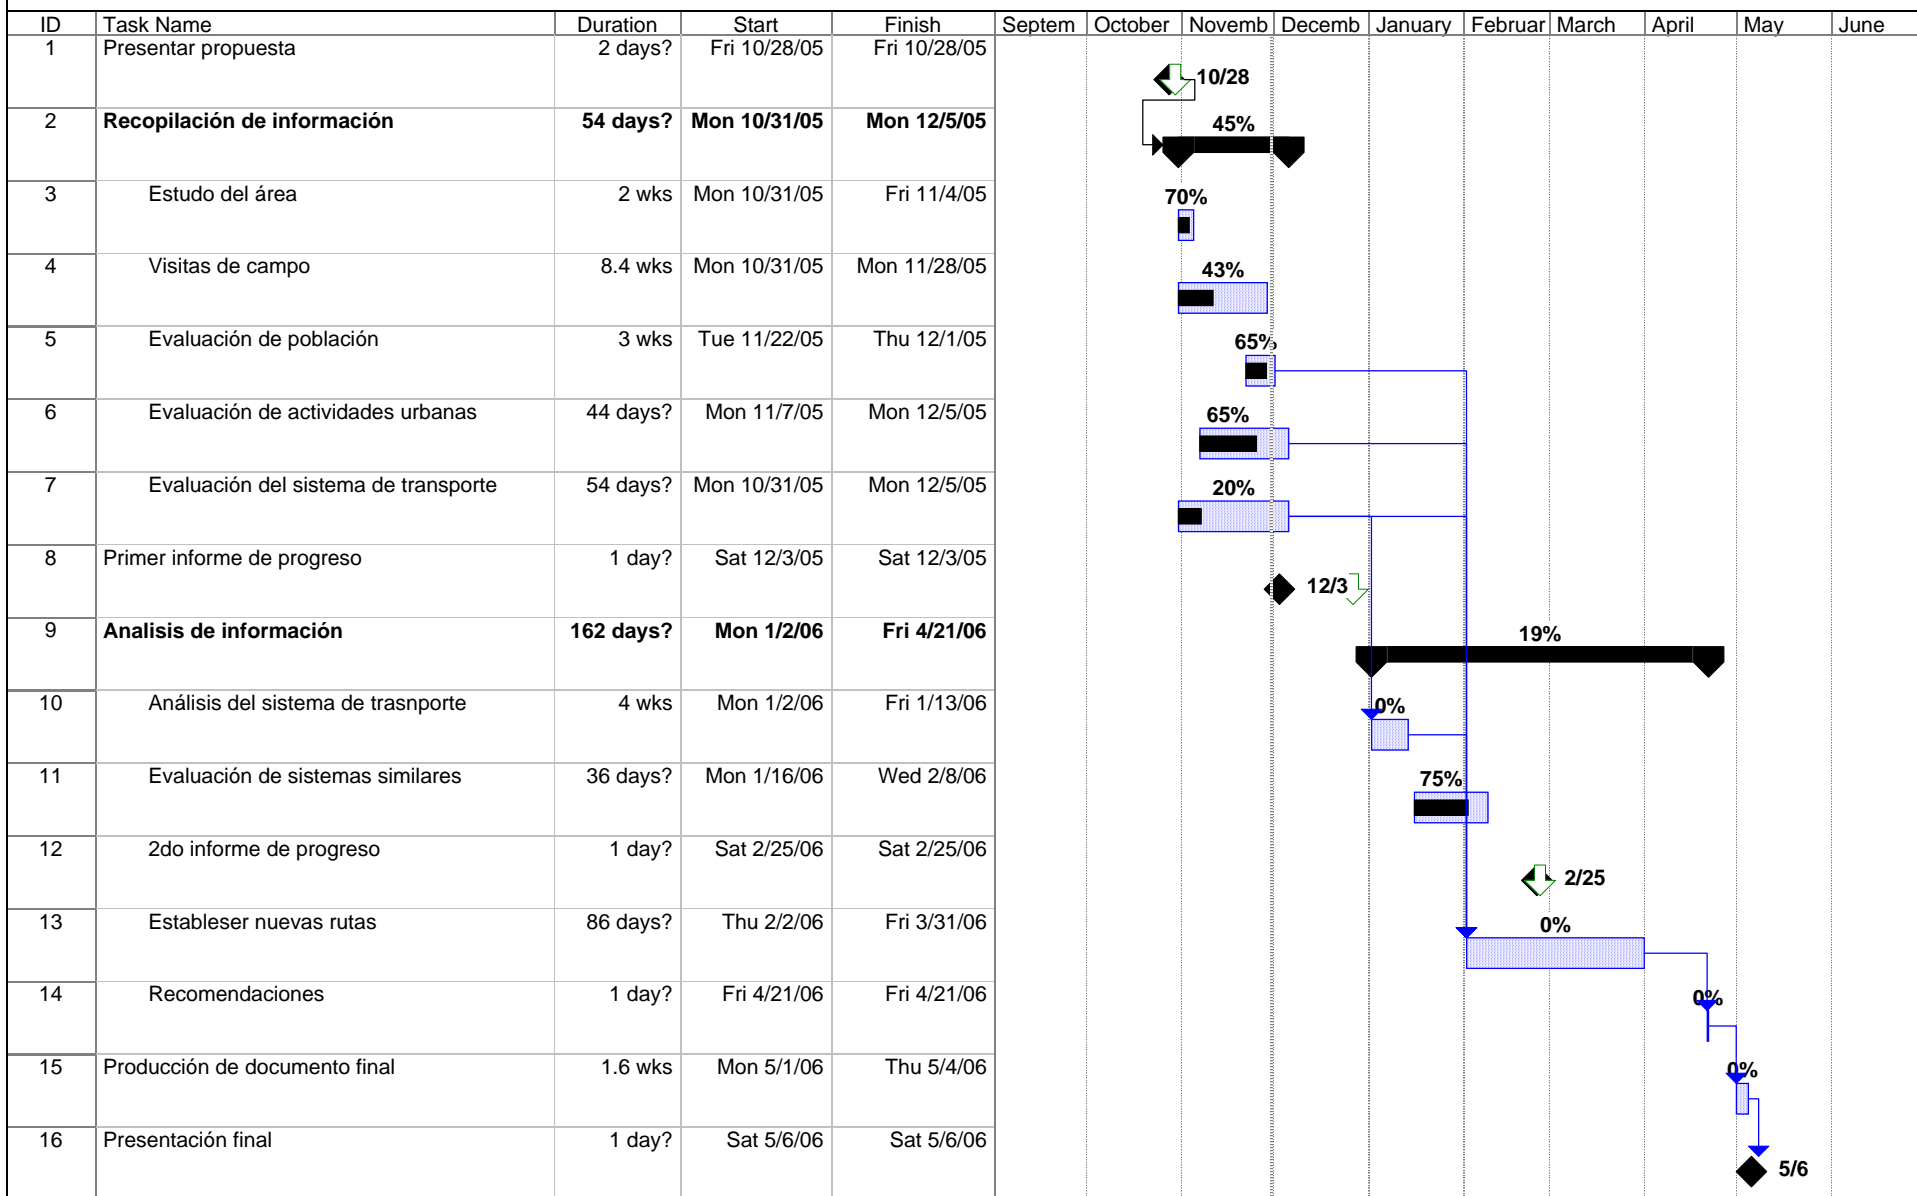 ID Task Name Duration Start Finish Septem October Novemb Decemb January Februar March April May June
1 Presentar propuesta 2 days? Fri 10/28/05 Fri 10/28/05
10/28
2 Recopilación de información 54 days? Mon 10/31/05 Mon 12/5/05
45%
3 Estudo del área 2 wks Mon 10/31/05 Fri 11/4/05
70%
4 Visitas de campo 8.4 wks Mon 10/31/05 Mon 11/28/05
43%
5 Evaluación de población 3 wks Tue 11/22/05 Thu 12/1/05
65%
6 Evaluación de actividades urbanas 44 days? Mon 11/7/05 Mon 12/5/05
65%
7 Evaluación del sistema de transporte 54 days? Mon 10/31/05 Mon 12/5/05
20%
8 Primer informe de progreso 1 day? Sat 12/3/05 Sat 12/3/05
12/3
9 Analisis de información 162 days? Mon 1/2/06 Fri 4/21/06
19%
10 Análisis del sistema de trasnporte 4 wks Mon 1/2/06 Fri 1/13/06
0%
11 Evaluación de sistemas similares 36 days? Mon 1/16/06 Wed 2/8/06
75%
12 2do informe de progreso 1 day? Sat 2/25/06 Sat 2/25/06
2/25
13 Estableser nuevas rutas 86 days? Thu 2/2/06 Fri 3/31/06
0%
14 Recomendaciones 1 day? Fri 4/21/06 Fri 4/21/06
0%
15 Producción de documento final 1.6 wks Mon 5/1/06 Thu 5/4/06
0%
16 Presentación final 1 day? Sat 5/6/06 Sat 5/6/06
5/6